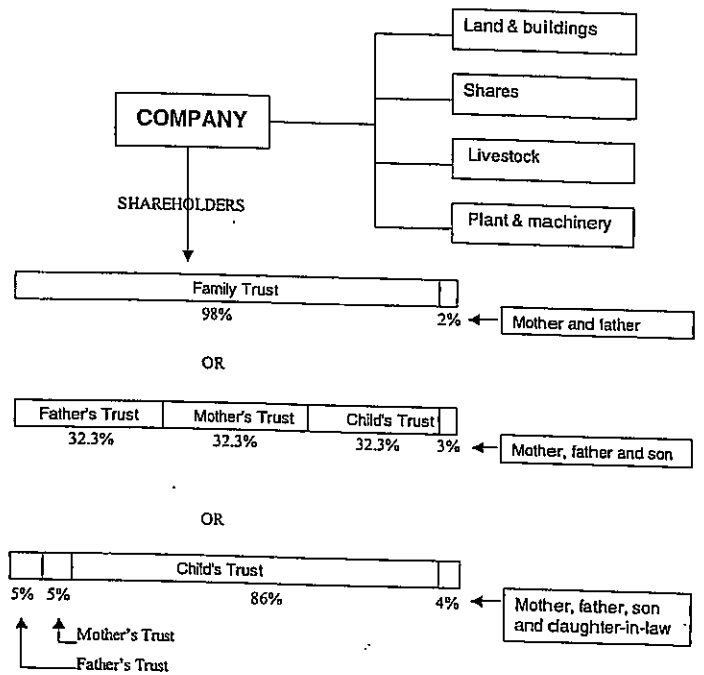 Land & buildings
Shares
COMPANY
Livestock
Plant & machinery
SHAREHOLDERS
Family Trust
98%
2%
Mother and father
OR
Father's Trust
Mother's Trust
Child's Trust
32.3%
32.3%
32.3%
3%
Mother, father and son
OR
Child's Trust
5%
5%
86%
4%
Mother, father, son
and daughter-in-law
Mother's Trust
Father's Trust